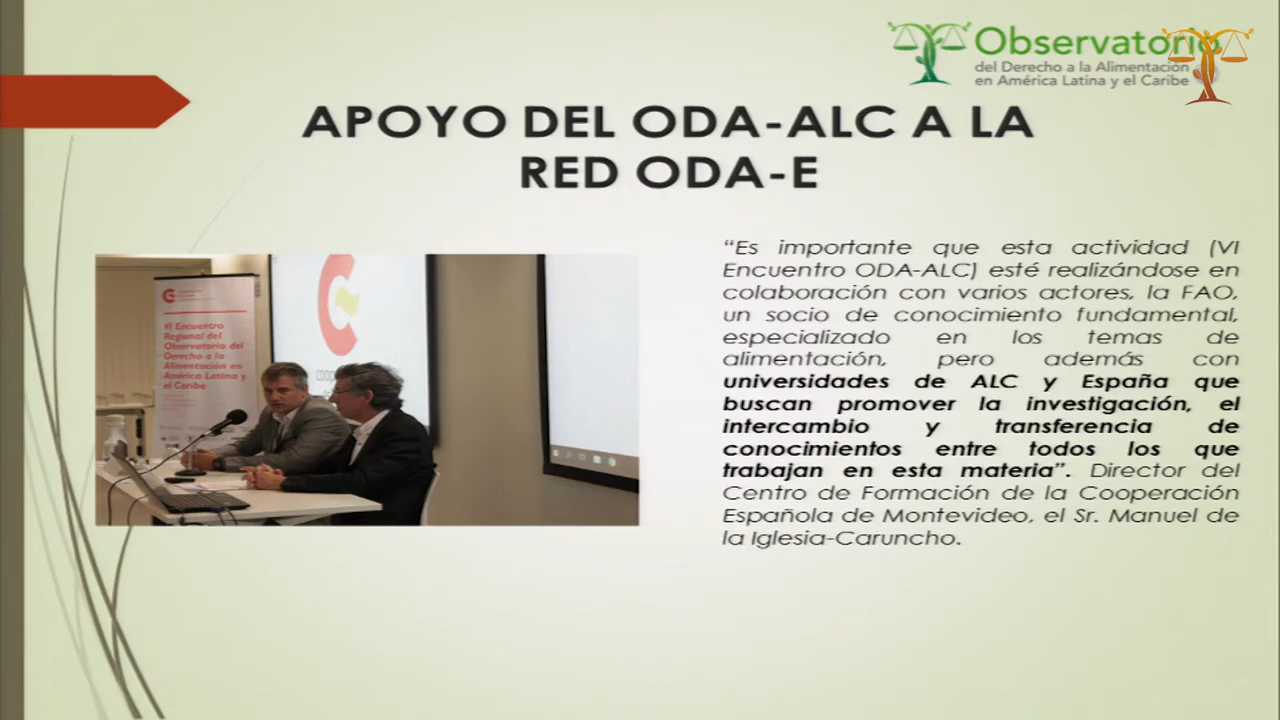 Observatorio
del Derecho a la Alimentación
en América Latina y el Caribe
APOYO DEL ODA-ALC A LA
RED ODA-E
“Es importante que esta actividad (VI
Encuentro ODA-ALC) esté realizándose en
colaboración con varios actores, la FAO,
un socio de conocimiento fundamental,
especializado en los temas de
alimentación, pero además con
universidades de ALC y España que
buscan promover la investigación, el
intercambio y transferencia de
conocimientos entre todos los que
trabajan en esta materia”. Director del
Centro de Formación de la Cooperación
Española de Montevideo, el Sr. Manuel de
la Iglesia-Caruncho.
VI Encuentro
Regional del
Observatorio del
Derecho a la
Alimentación en
América Latina y
el Caribe